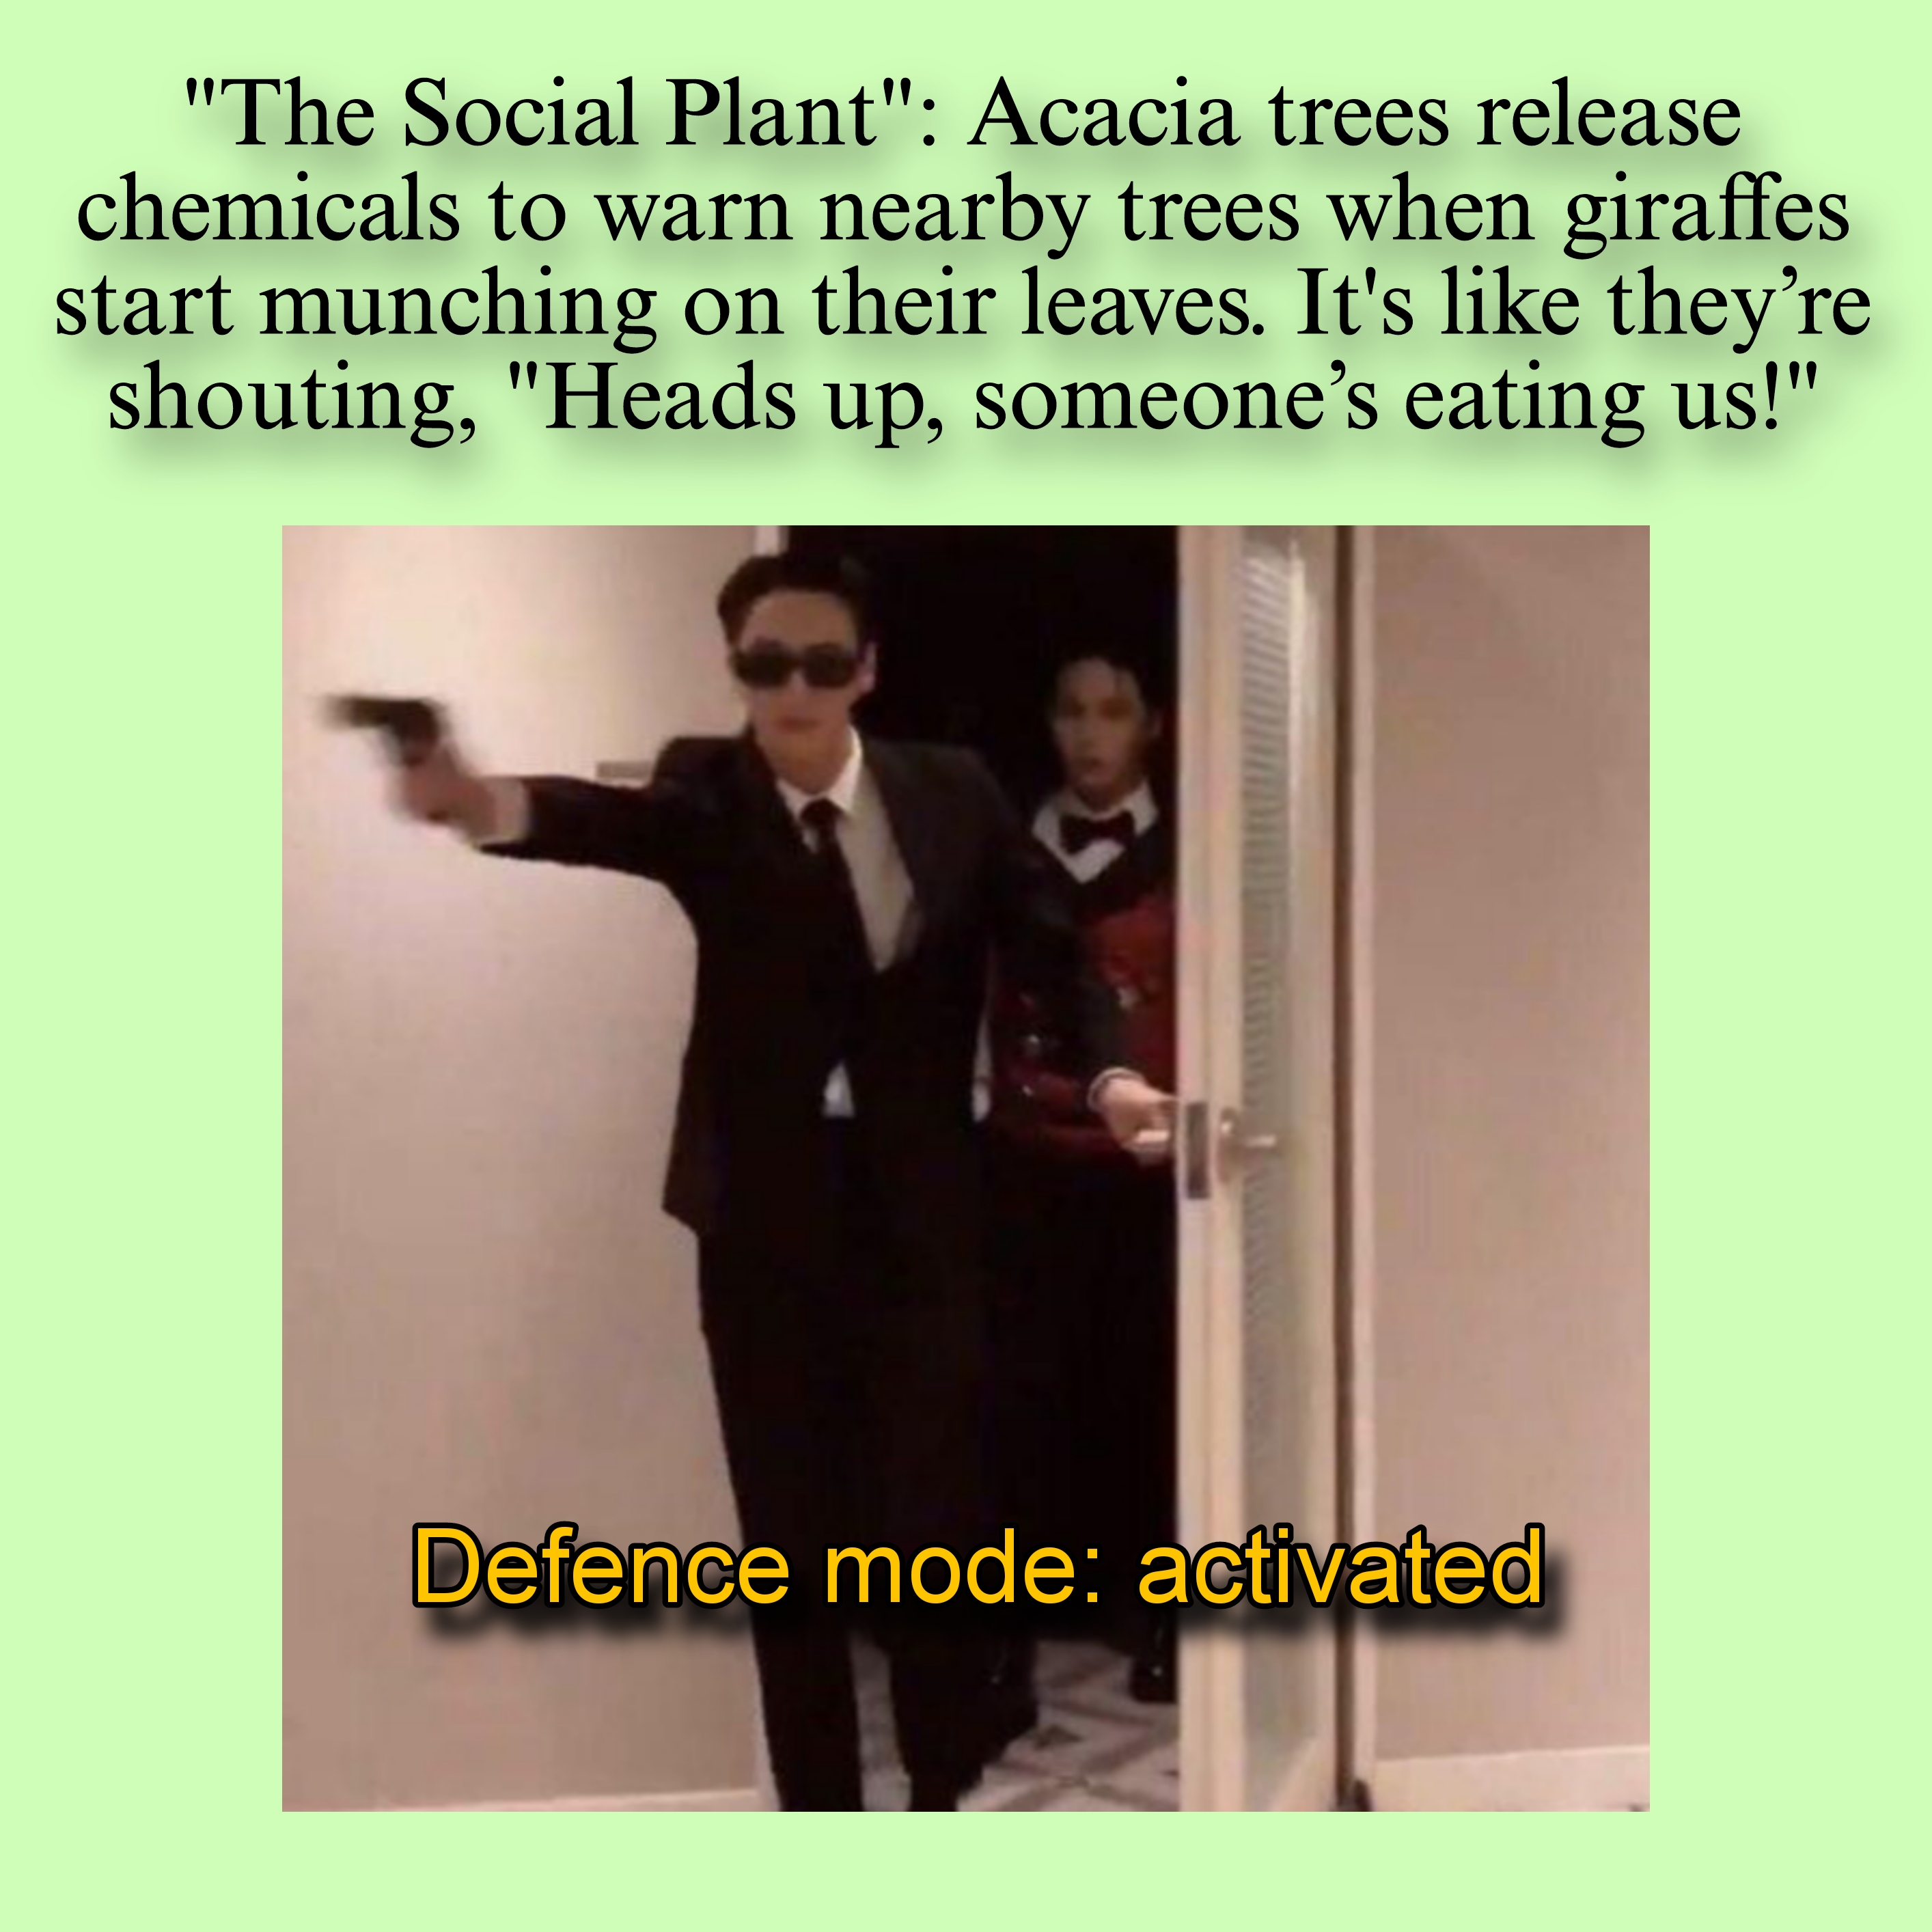 "The Social Plant": Acacia trees release
chemicals to warn nearby trees when giraffes
start munching on their leaves. It's like they’re
shouting, "Heads up, someone’s eating us!"
Defence mode: activated